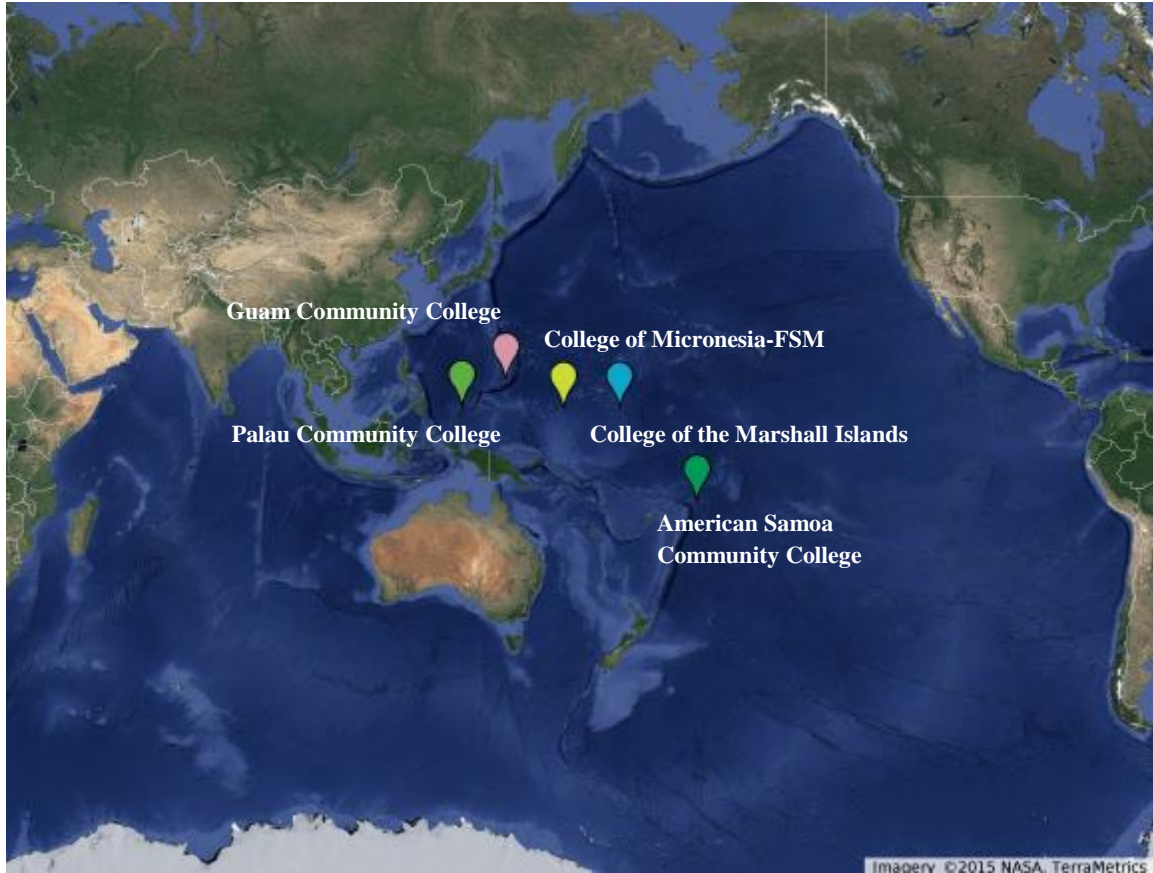 Guam Community College
College of Micronesia-FSM
Palau Community College
College of the Marshall Islands
American Samoa
Community College
Imagery ©2015 NASA, TerraMetrics